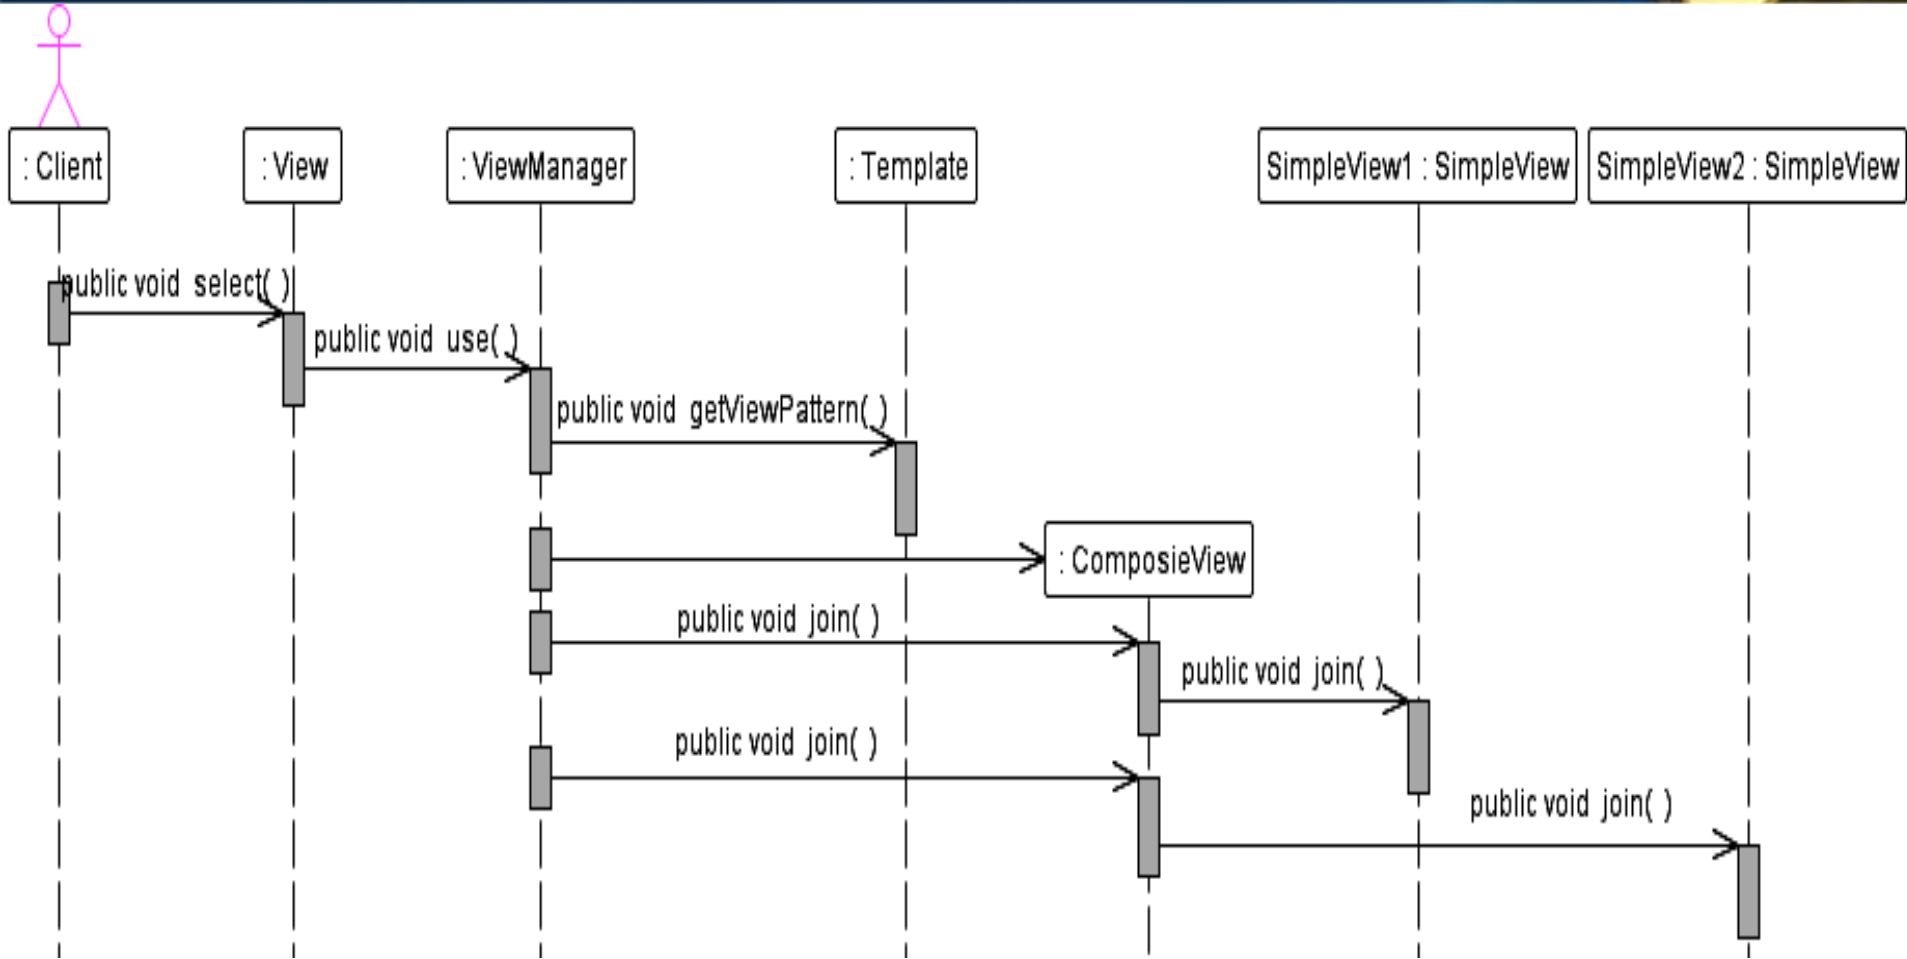 : Client
: View
: ViewManager
: Template
SimpleView1 : SimpleView
SimpleView2 : SimpleView
public void select( )
public void use( )
public void getViewPattern( )
: ComposieView
public void join( )
public void join( )
public void join( )
public void join( )